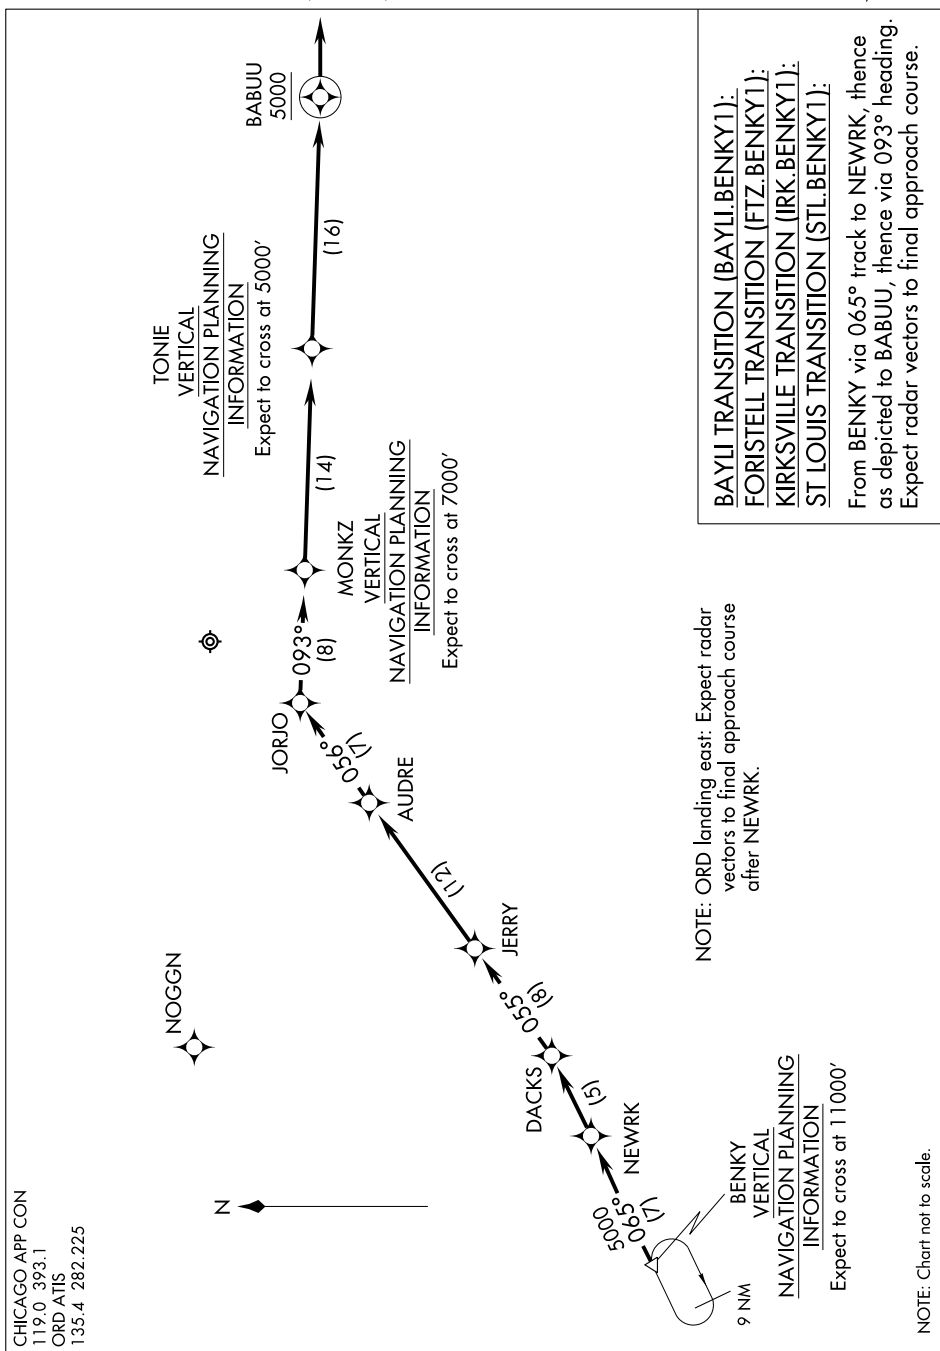 CHICAGO APP CON
119.0 393.1
ORD ATIS
135.4 282.225
N
NOGGN
BABUU
5000
TONIE
VERTICAL
NAVIGATION PLANNING
INFORMATION
Expect to cross at 5000'
(16)
(14)
MONKZ
VERTICAL
NAVIGATION PLANNING
INFORMATION
Expect to cross at 7000'
093°
(8)
JORJO
056°
(7)
AUDRE
(12)
JERRY
055°
(8)
DACKS
(5)
NEWRK
5000
065°
(7)
BENKY
VERTICAL
NAVIGATION PLANNING
INFORMATION
Expect to cross at 11000'
9 NM
NOTE: ORD landing east: Expect radar
vectors to final approach course
after NEWRK.
BAYLI TRANSITION (BAYLI.BENKY1):
FORISTELL TRANSITION (FTZ.BENKY1):
KIRKSVILLE TRANSITION (IRK.BENKY1):
ST LOUIS TRANSITION (STL.BENKY1):
From BENKY via 065° track to NEWRK, thence
as depicted to BABUU, thence via 093° heading.
Expect radar vectors to final approach course.
NOTE: Chart not to scale.